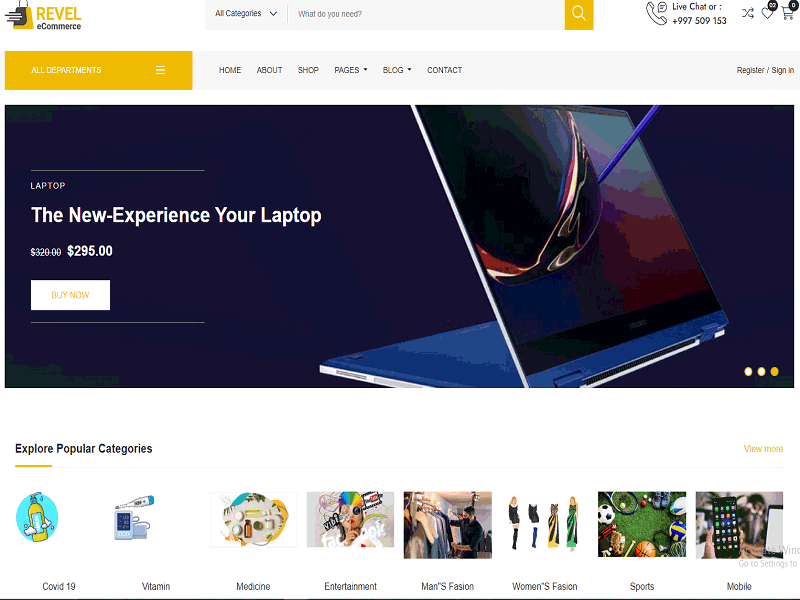 REVEL
eCommerce
All Categories
What do you need?
Live Chat or :
+997 509 153
02
0
ALL DEPARTMENTS
HOME
ABOUT
SHOP
PAGES
BLOG
CONTACT
Register / Sign in
LAPTOP
The New-Experience Your Laptop
$320.00 $295.00
BUY NOW
Explore Popular Categories
View more
Covid 19
Vitamin
Medicine
Entertainment
Man"S Fasion
Women"S Fasion
Sports
Mobile
Go to Settings to